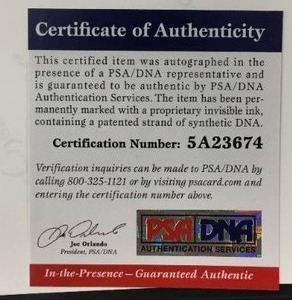 Certificate of Authenticity
This certified item was autographed in the
presence of a PSA/DNA representative and
is guaranteed to be authentic by PSA/DNA
Authentication Services. The item has been per-
manently marked with a proprietary invisible ink,
containing a patented strand of synthetic DNA.
Certification Number: 5A23674
Verification inquiries can be made to PSA/DNA by
calling 800-325-1121 or by visiting psacard.com and
entering the certification number above.
Joe Orlando
President, PSA/DNA
PSA DNA
AUTHENTICATION SERVICES
In-the-Presence—Guaranteed Authentic